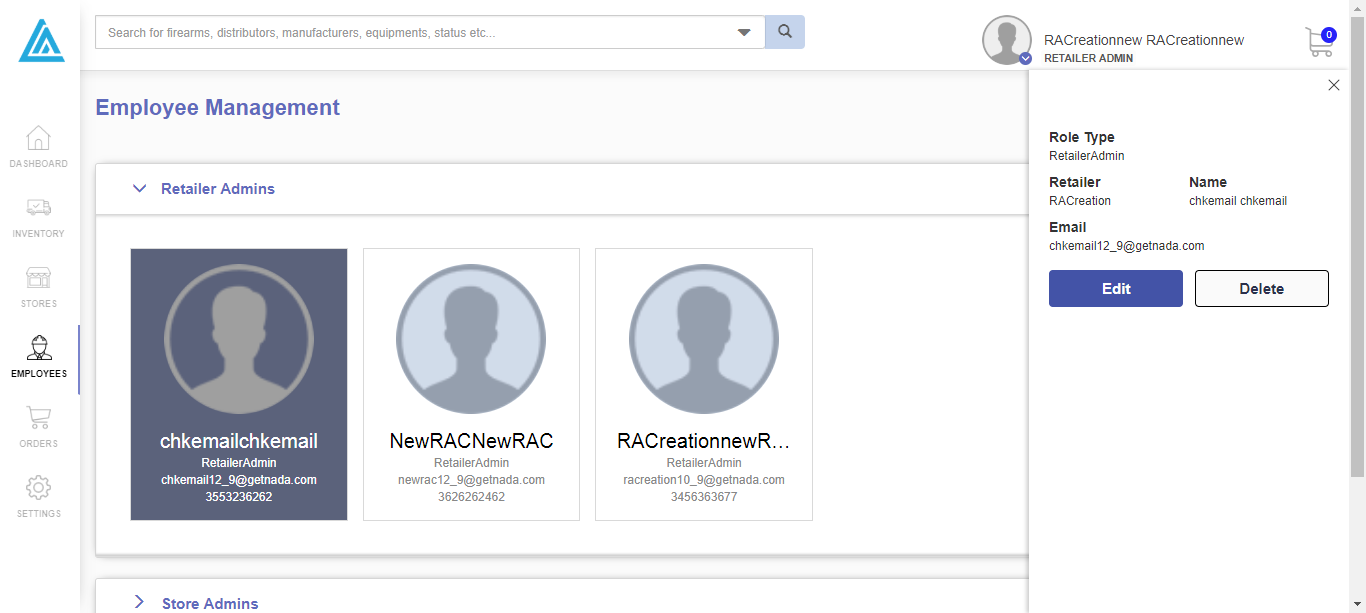 Search for firearms, distributors, manufacturers, equipments, status etc...
RACreationnew RACreationnew
RETAILER ADMIN
0
DASHBOARD
INVENTORY
STORES
EMPLOYEES
ORDERS
SETTINGS
Employee Management
Retailer Admins
chkemailchkemail
RetailerAdmin
chkemail12_9@getnada.com
3553236262
NewRACNewRAC
RetailerAdmin
newrac12_9@getnada.com
3626262462
RACreationnewR...
RetailerAdmin
racreation10_9@getnada.com
3456363677
Store Admins
Role Type
RetailerAdmin
Retailer
RACreation
Name
chkemail chkemail
Email
chkemail12_9@getnada.com
Edit
Delete